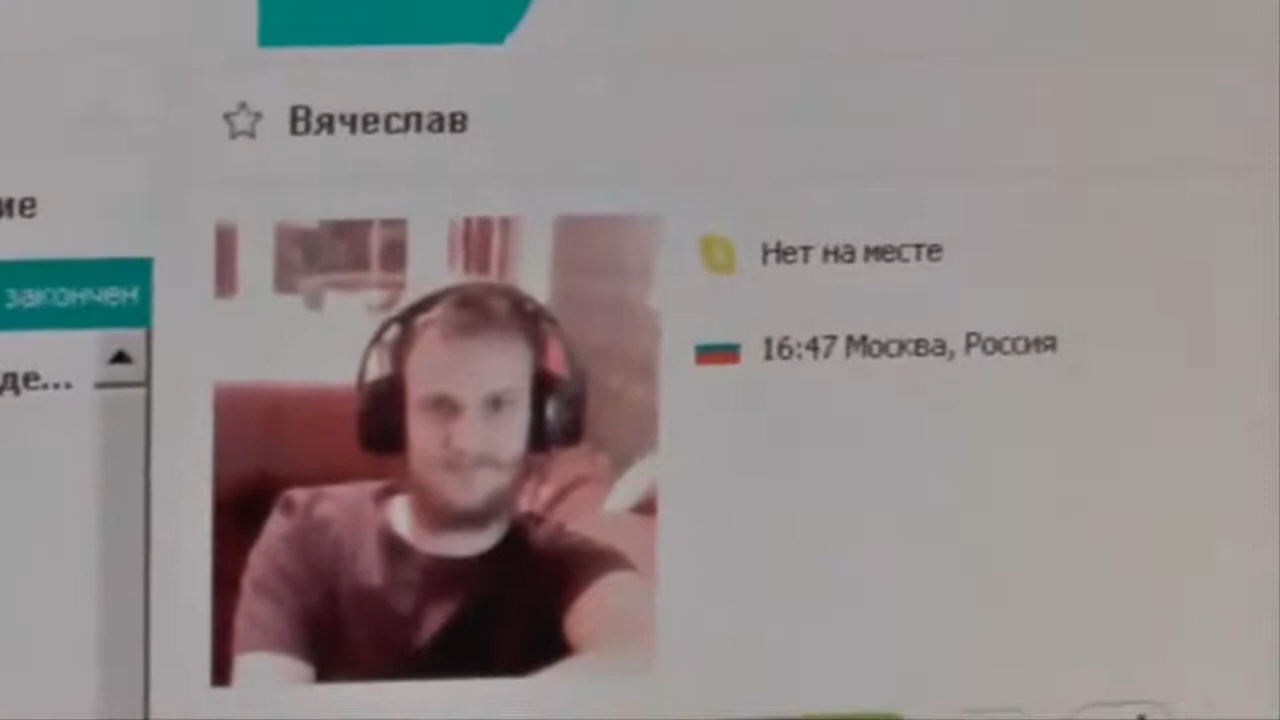 Вячеслав
ие
Нет на месте
закончен
16:47 Москва, Россия
де...